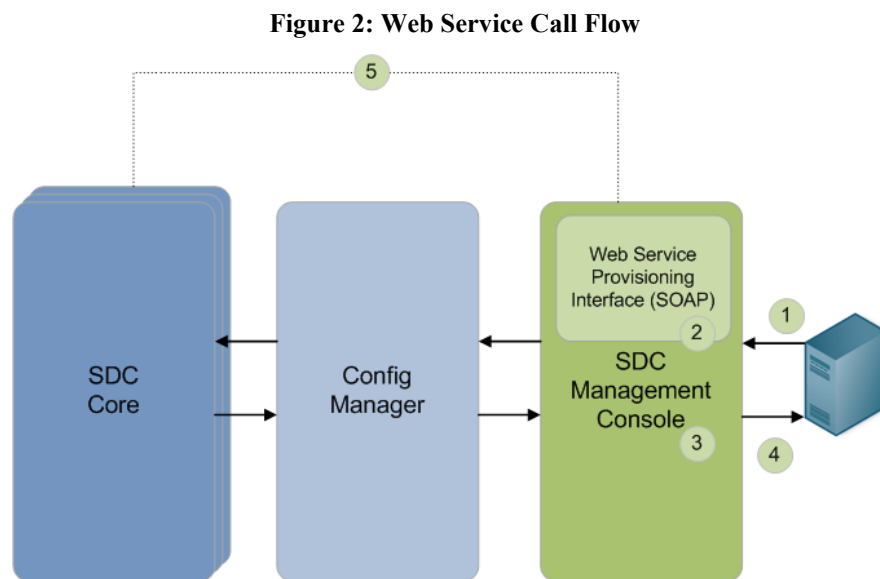 Figure 2: Web Service Call Flow
5
Web Service
Provisioning
Interface (SOAP)
1
2
SDC
Core
Config
Manager
SDC
Management
Console
3
4